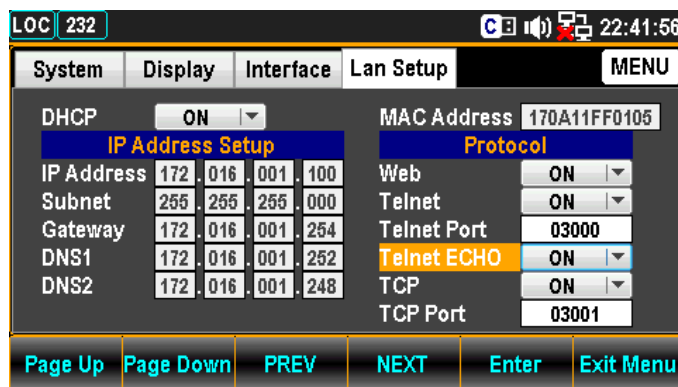 LOC 232 C 22:41:56
System Display Interface Lan Setup MENU
DHCP ON
IP Address Setup
IP Address 172 . 016 . 001 . 100
Subnet 255 . 255 . 255 . 000
Gateway 172 . 016 . 001 . 254
DNS1 172 . 016 . 001 . 252
DNS2 172 . 016 . 001 . 248
MAC Address 170A11FF0105
Protocol
Web ON
Telnet ON
Telnet Port 03000
Telnet ECHO ON
TCP ON
TCP Port 03001
Page Up Page Down PREV NEXT Enter Exit Menu